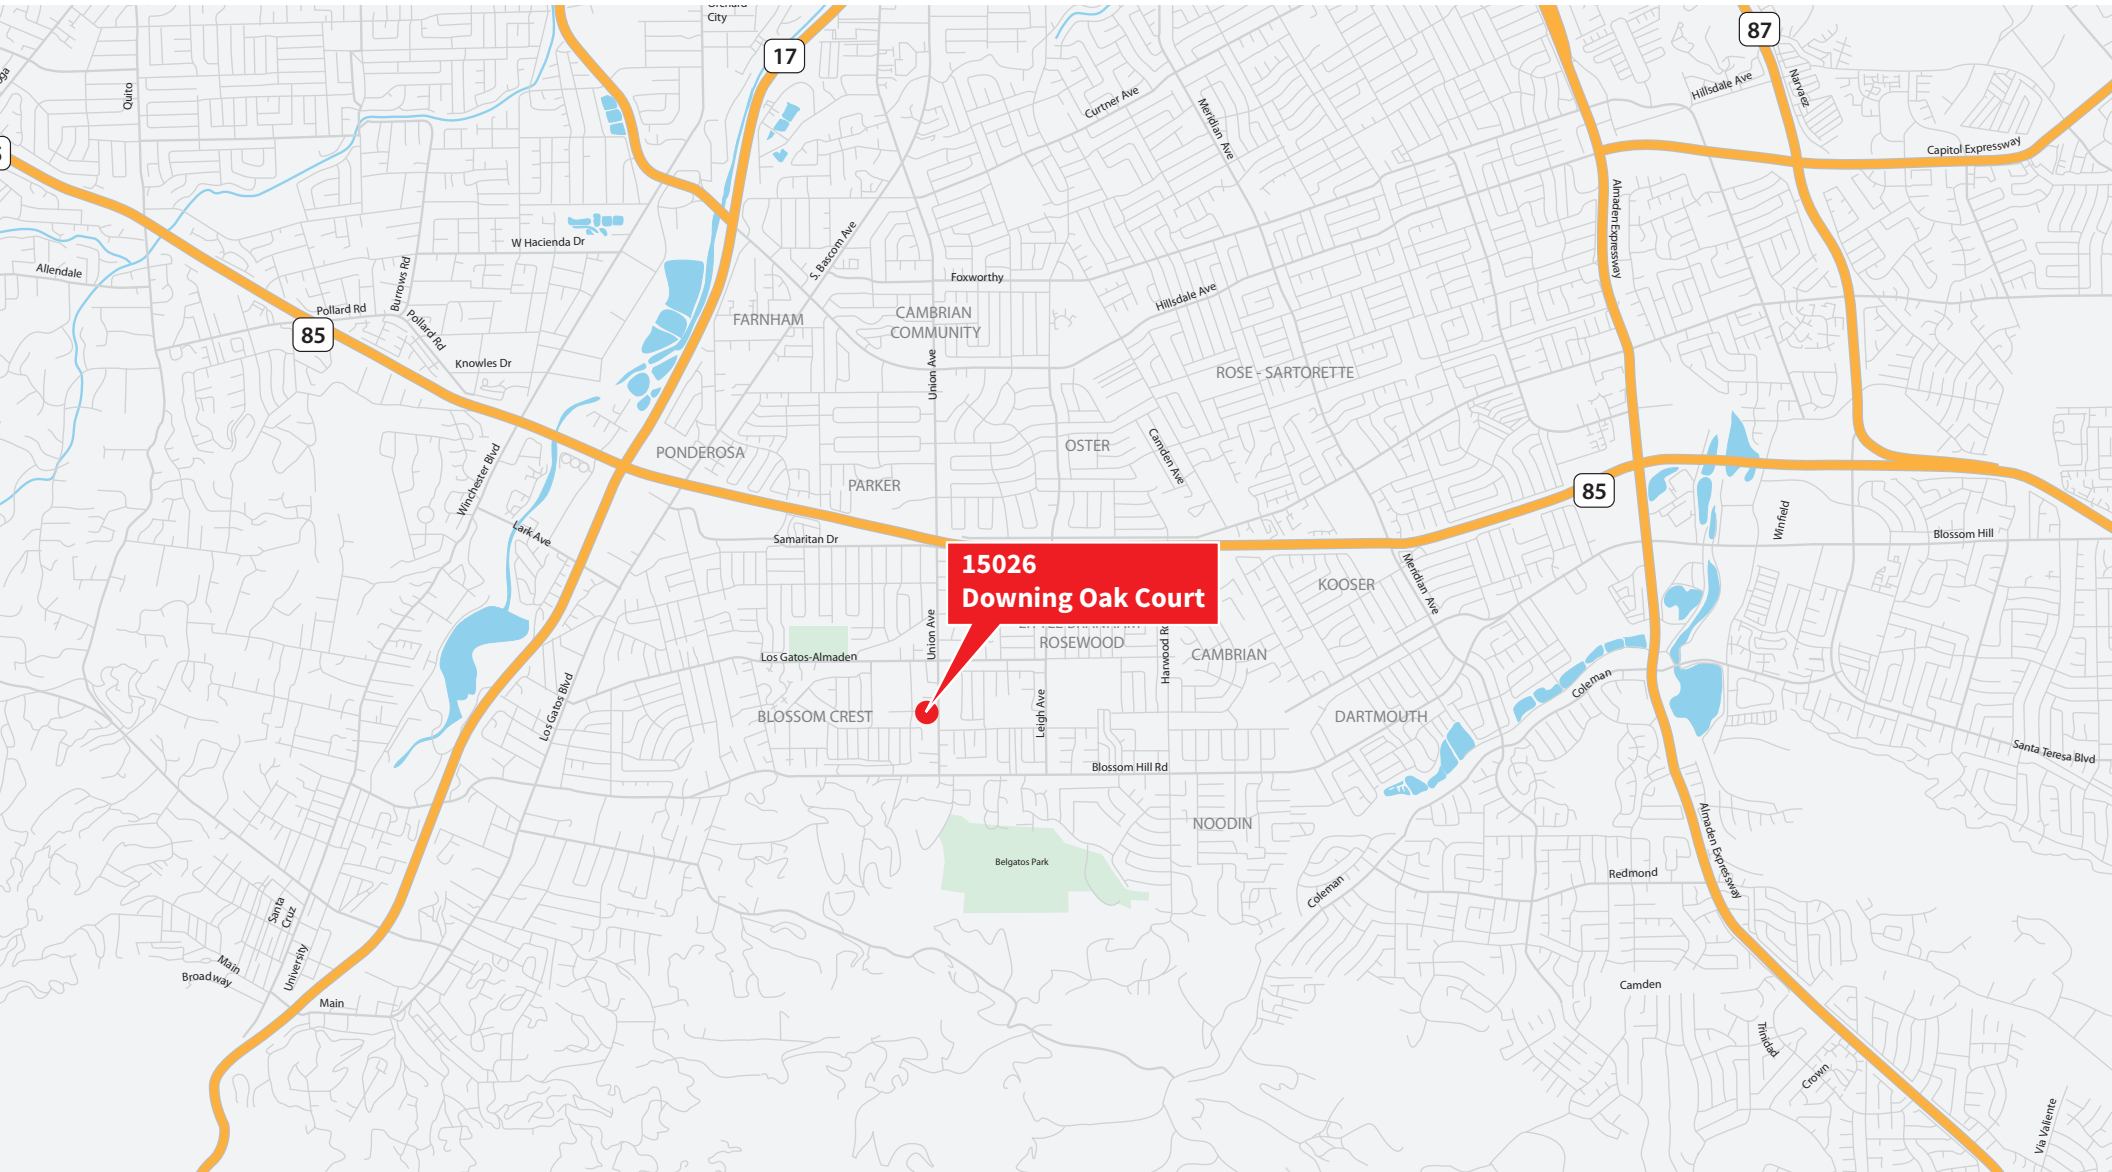 City
17
87
Quito
Curtner Ave
Meridian Ave
Hillsdale Ave
Narvaez
Capitol Expressway
Almaden Expressway
W Hacienda Dr
S. Bascom Ave
Allendale
Burrows Rd
Foxworthy
Hillsdale Ave
Pollard Rd
85
Pollard Rd
FARNHAM
CAMBRIAN
COMMUNITY
Knowles Dr
Union Ave
ROSE - SARTORETTE
PONDEROSA
OSTER
Camden Ave
Winchester Blvd
PARKER
85
Lark Ave
Samaritan Dr
Winfield
Blossom Hill
15026
Downing Oak Court
KOOSER
Meridian Ave
Union Ave
ROSEWOOD
Harwood Rd
CAMBRIAN
Los Gatos-Almaden
Los Gatos Blvd
BLOSSOM CREST
Leigh Ave
DARTMOUTH
Coleman
Santa Teresa Blvd
Blossom Hill Rd
NOODIN
Almaden Expressway
Belgatos Park
Redmond
Coleman
Santa
Cruz
University
Main
Broadway
Main
Camden
Trinidad
Crown
Via Valiente